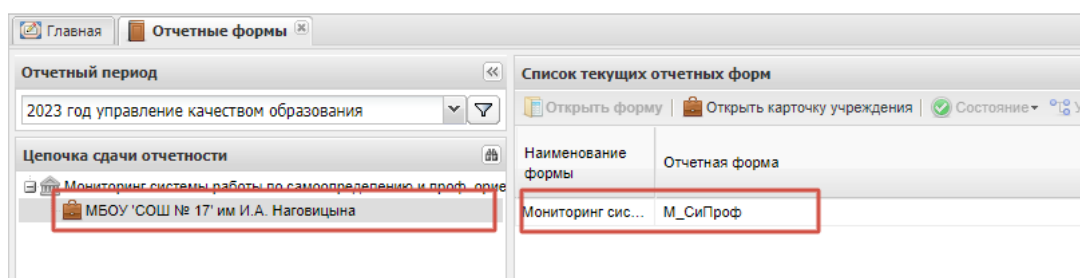 Главная Отчетные формы
Отчетный период
2023 год управление качеством образования
Цепочка сдачи отчетности
Мониторинг системы работы по самоопределению и проф. орие
МБОУ 'СОШ № 17' им И.А. Наговицына
Список текущих отчетных форм
Открыть форму Открыть карточку учреждения Состояние
Наименование формы Отчетная форма
Мониторинг сис... М_СиПроф